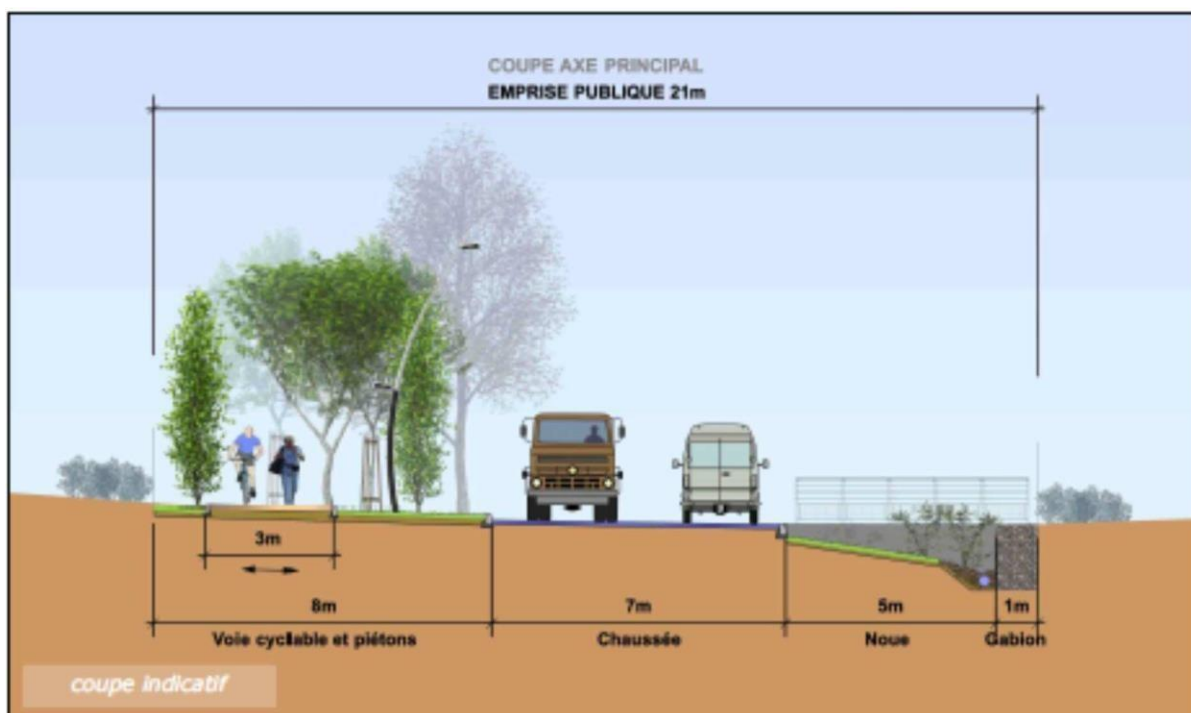 COUPE AXE PRINCIPAL
EMPRISE PUBLIQUE 21m
3m
8m
7m
5m
1m
Voie cyclable et piétons
Chaussée
Noue
Gabion
coupe indicatif